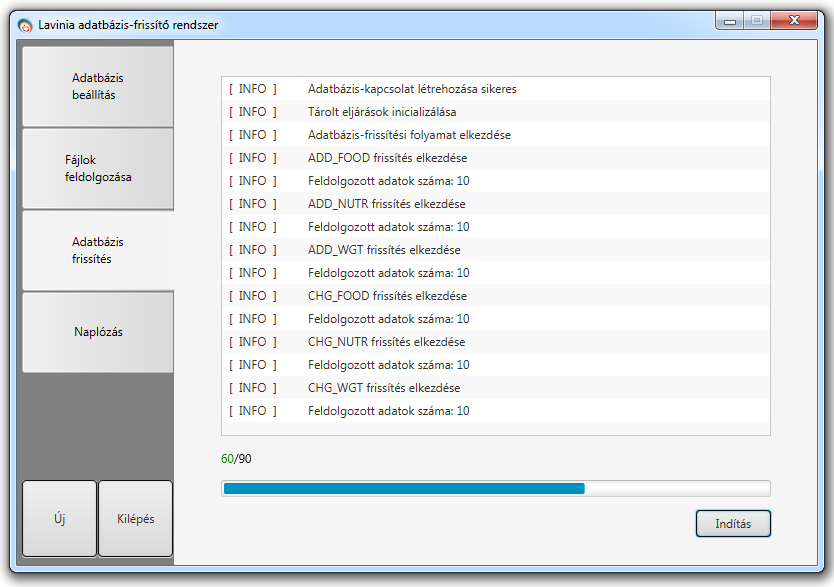 Lavinia adatbázis-frissítő rendszer
Adatbázis
beállítás
Fájlok
feldolgozása
Adatbázis
frissítés
Naplózás
Új
Kilépés
[ INFO ] Adatbázis-kapcsolat létrehozása sikeres
[ INFO ] Tárolt eljárások inicializálása
[ INFO ] Adatbázis-frissítési folyamat elkezdése
[ INFO ] ADD_FOOD frissítés elkezdése
[ INFO ] Feldolgozott adatok száma: 10
[ INFO ] ADD_NUTR frissítés elkezdése
[ INFO ] Feldolgozott adatok száma: 10
[ INFO ] ADD_WGT frissítés elkezdése
[ INFO ] Feldolgozott adatok száma: 10
[ INFO ] CHG_FOOD frissítés elkezdése
[ INFO ] Feldolgozott adatok száma: 10
[ INFO ] CHG_NUTR frissítés elkezdése
[ INFO ] Feldolgozott adatok száma: 10
[ INFO ] CHG_WGT frissítés elkezdése
[ INFO ] Feldolgozott adatok száma: 10
60/90
Indítás